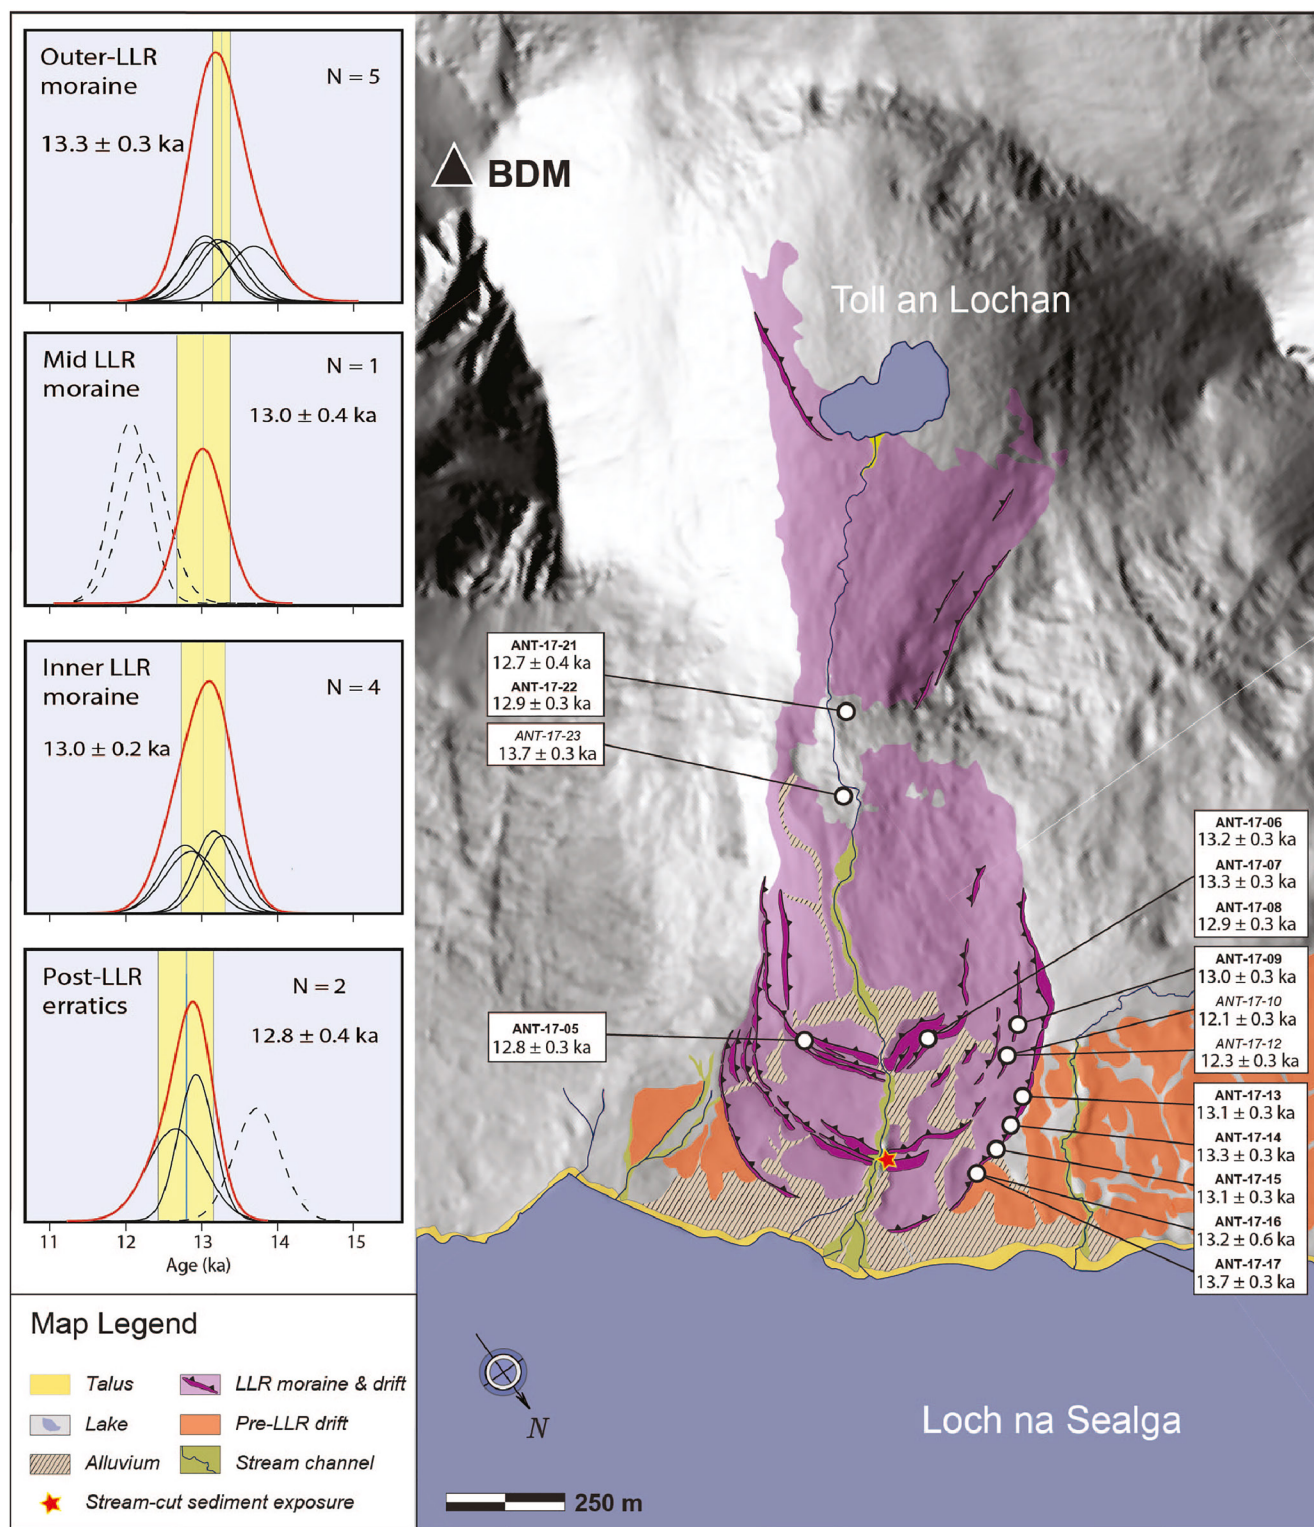 Outer-LLR
moraine
N = 5
13.3 ± 0.3 ka
Mid LLR
moraine
N = 1
13.0 ± 0.4 ka
Inner LLR
moraine
N = 4
13.0 ± 0.2 ka
Post-LLR
erratics
N = 2
12.8 ± 0.4 ka
11 12 13 14 15
Age (ka)
Map Legend
Talus
LLR moraine & drift
Lake
Pre-LLR drift
Alluvium
Stream channel
Stream-cut sediment exposure
BDM
Toll an Lochan
ANT-17-21
12.7 ± 0.4 ka
ANT-17-22
12.9 ± 0.3 ka
ANT-17-23
13.7 ± 0.3 ka
ANT-17-05
12.8 ± 0.3 ka
ANT-17-06
13.2 ± 0.3 ka
ANT-17-07
13.3 ± 0.3 ka
ANT-17-08
12.9 ± 0.3 ka
ANT-17-09
13.0 ± 0.3 ka
ANT-17-10
12.1 ± 0.3 ka
ANT-17-12
12.3 ± 0.3 ka
ANT-17-13
13.1 ± 0.3 ka
ANT-17-14
13.3 ± 0.3 ka
ANT-17-15
13.1 ± 0.3 ka
ANT-17-16
13.2 ± 0.6 ka
ANT-17-17
13.7 ± 0.3 ka
N
Loch na Sealga
250 m